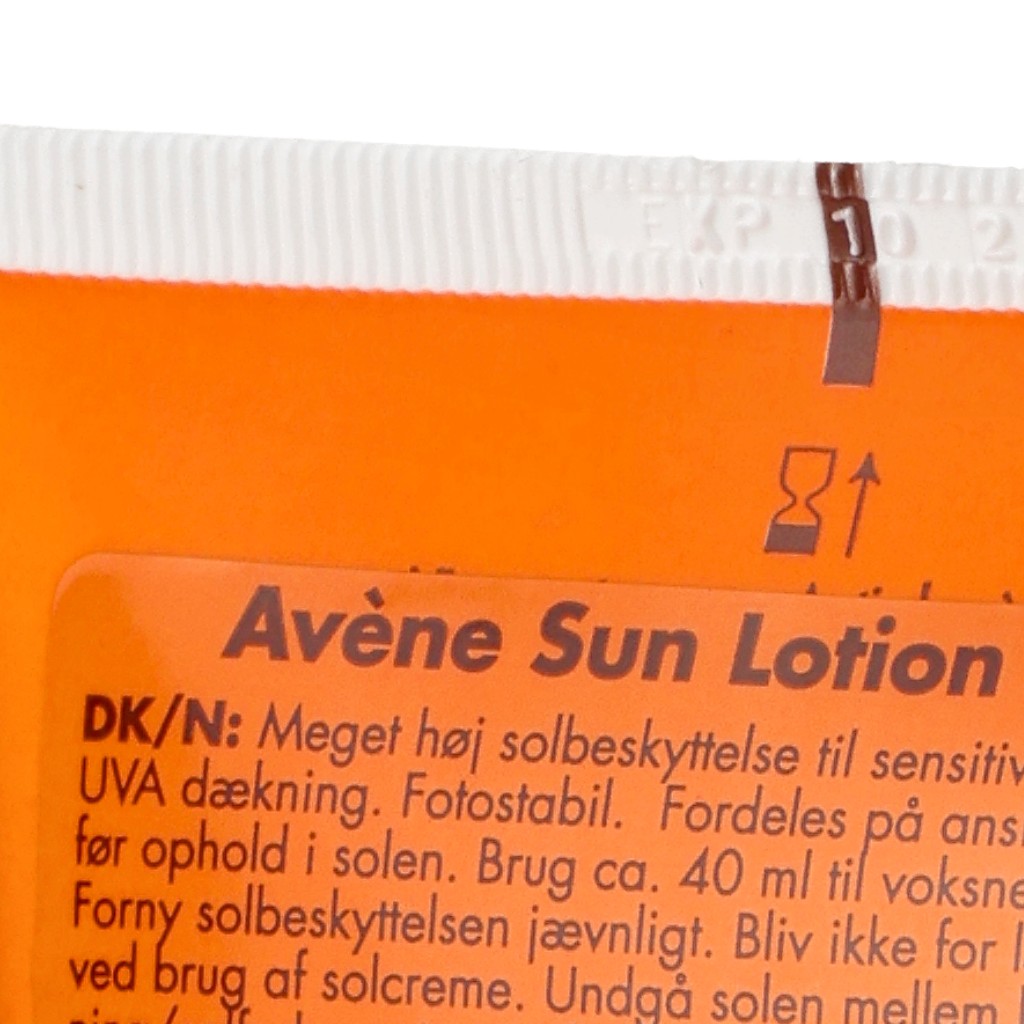 EXP 10 2
Avène Sun Lotion
DK/N: Meget høj solbeskyttelse til sensitiv
UVA dækning. Fotostabil. Fordeles på ans
før ophold i solen. Brug ca. 40 ml til voksne
Forny solbeskyttelsen jævnligt. Bliv ikke for l
ved brug af solcreme. Undgå solen mellem